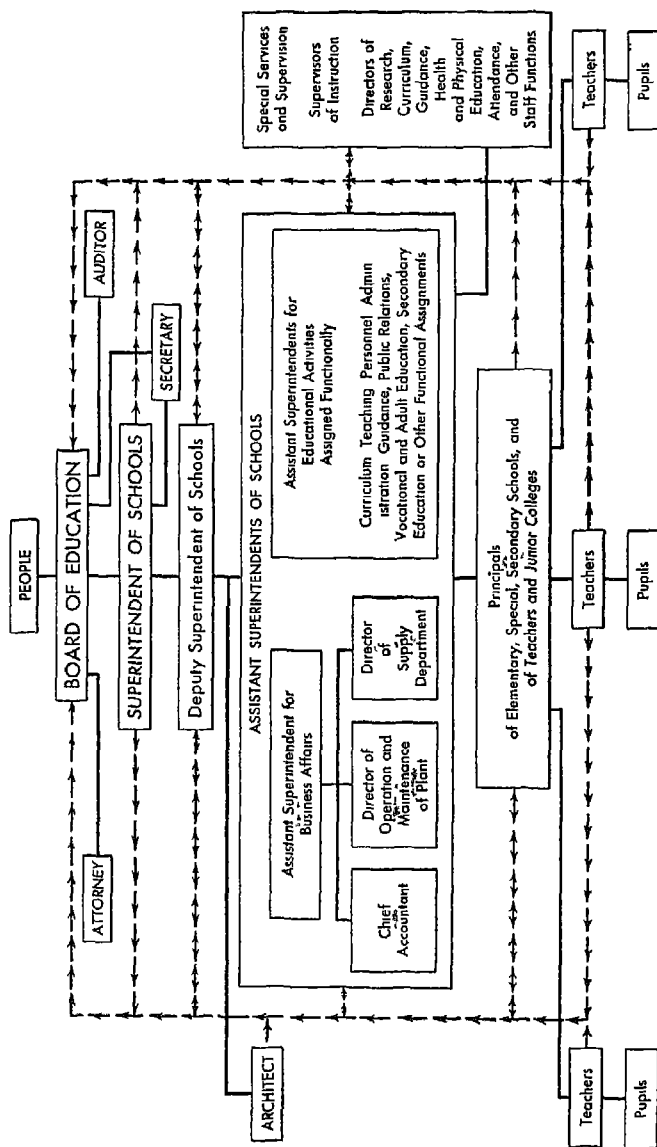 PEOPLE
BOARD OF EDUCATION
ATTORNEY
AUDITOR
SUPERINTENDENT OF SCHOOLS
SECRETARY
Deputy Superintendent of Schools
ARCHITECT
ASSISTANT SUPERINTENDENTS OF SCHOOLS
Assistant Superintendent for
Business Affairs
Chief
Accountant
Director of
Operation and
Maintenance
of Plant
Director
of
Supply
Department
Assistant Superintendents for
Educational Activities
Assigned Functionally
Curriculum Teaching Personnel Admin
istration Guidance, Public Relations,
Vocational and Adult Education, Secondary
Education or Other Functional Assignments
Special Services
and Supervision
Supervisors
of Instruction
Directors of
Research,
Curriculum,
Guidance,
Health
and Physical
Education,
Attendance,
and Other
Staff Functions
Principals
of Elementary, Special, Secondary Schools, and
of Teachers and Junior Colleges
Teachers
Pupils
Teachers
Pupils
Teachers
Pupils